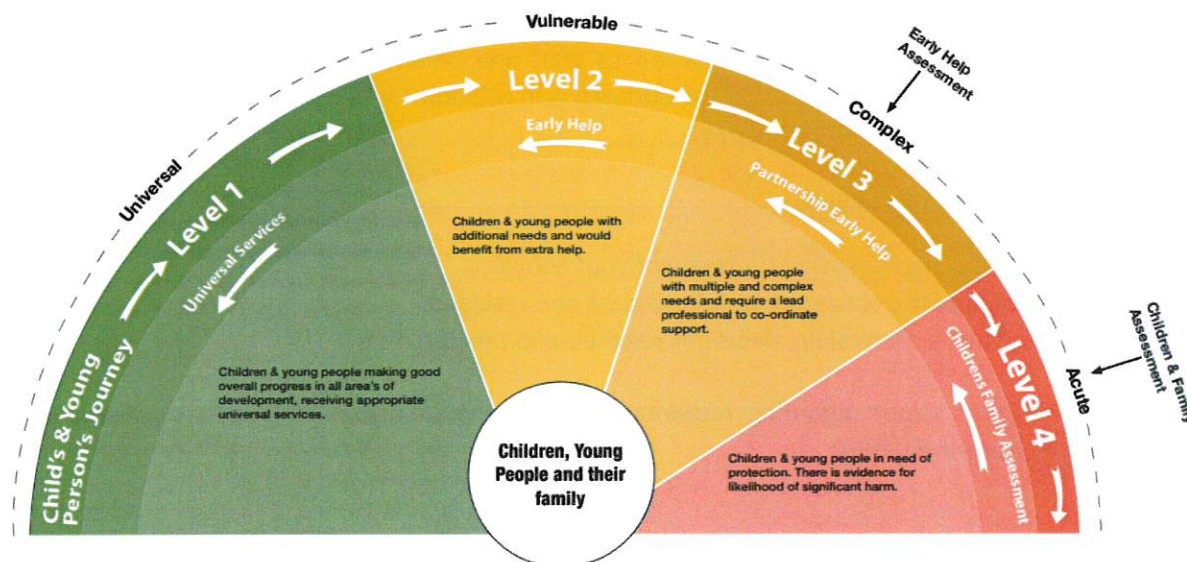 Universal
Vulnerable
Complex
Acute
Early Help
Assessment
Children & Family
Assessment
Child's & Young
Person's Journey
Level 1
Universal Services
Children & young people making good
overall progress in all area's of
development, receiving appropriate
universal services.
Level 2
Early Help
Children & young people with
additional needs and would
benefit from extra help.
Level 3
Partnership Early Help
Children & young people
with multiple and complex
needs and require a lead
professional to co-ordinate
support.
Level 4
Childrens Family Assessment
Children & young people in need of
protection. There is evidence for
likelihood of significant harm.
Children, Young
People and their
family